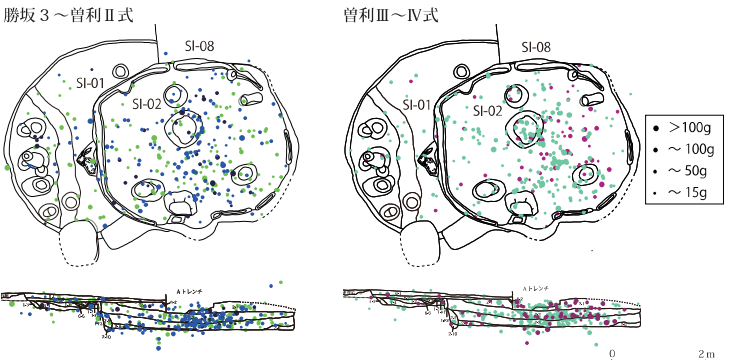 勝坂３～曽利Ⅱ式
SI-08
SI-01
SI-02
Aトレンチ
曽利Ⅲ～Ⅳ式
SI-08
SI-01
SI-02
Aトレンチ
＞100g
～ 100g
～ 50g
～ 15g
0 2 m